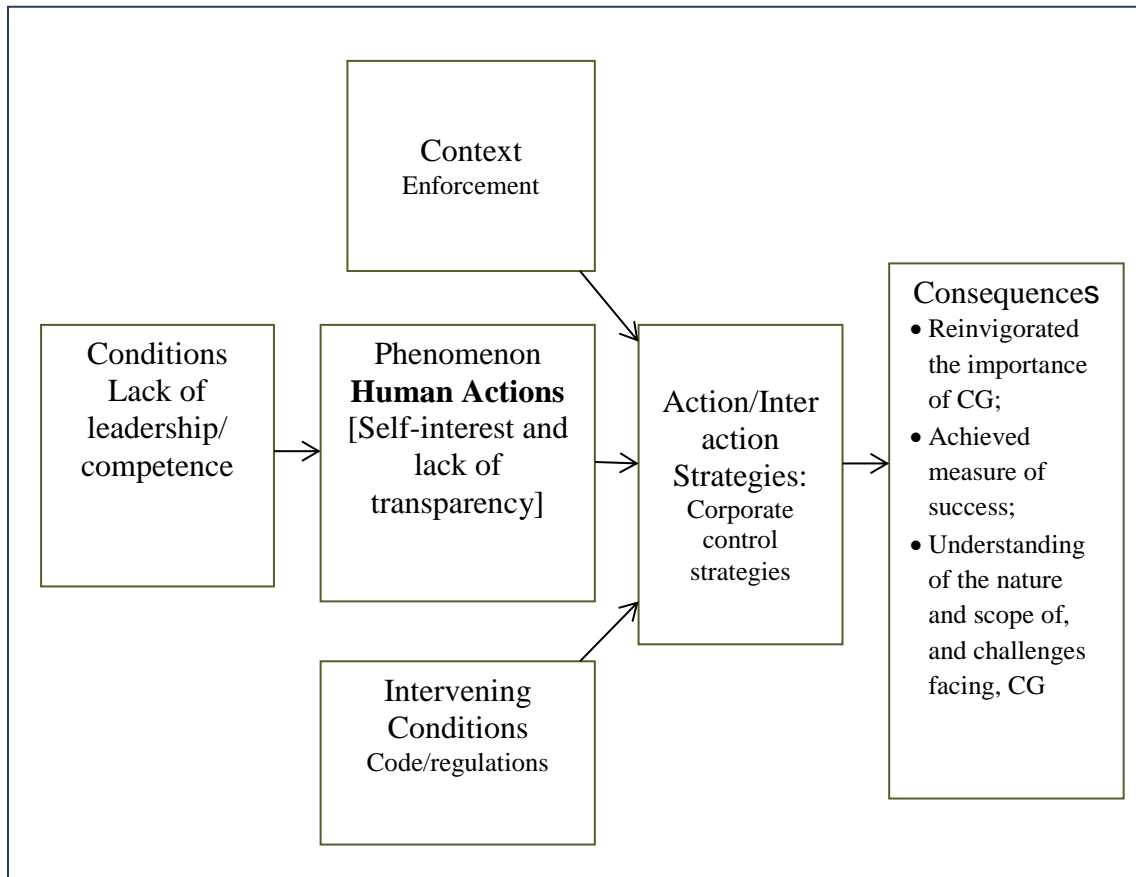 Context
Enforcement
Conditions
Lack of
leadership/
competence
Phenomenon
Human Actions
[Self-interest and
lack of
transparency]
Intervening
Conditions
Code/regulations
Action/Inter
action
Strategies:
Corporate
control
strategies
Consequences
• Reinvigorated
the importance
of CG;
• Achieved
measure of
success;
• Understanding
of the nature
and scope of,
and challenges
facing, CG